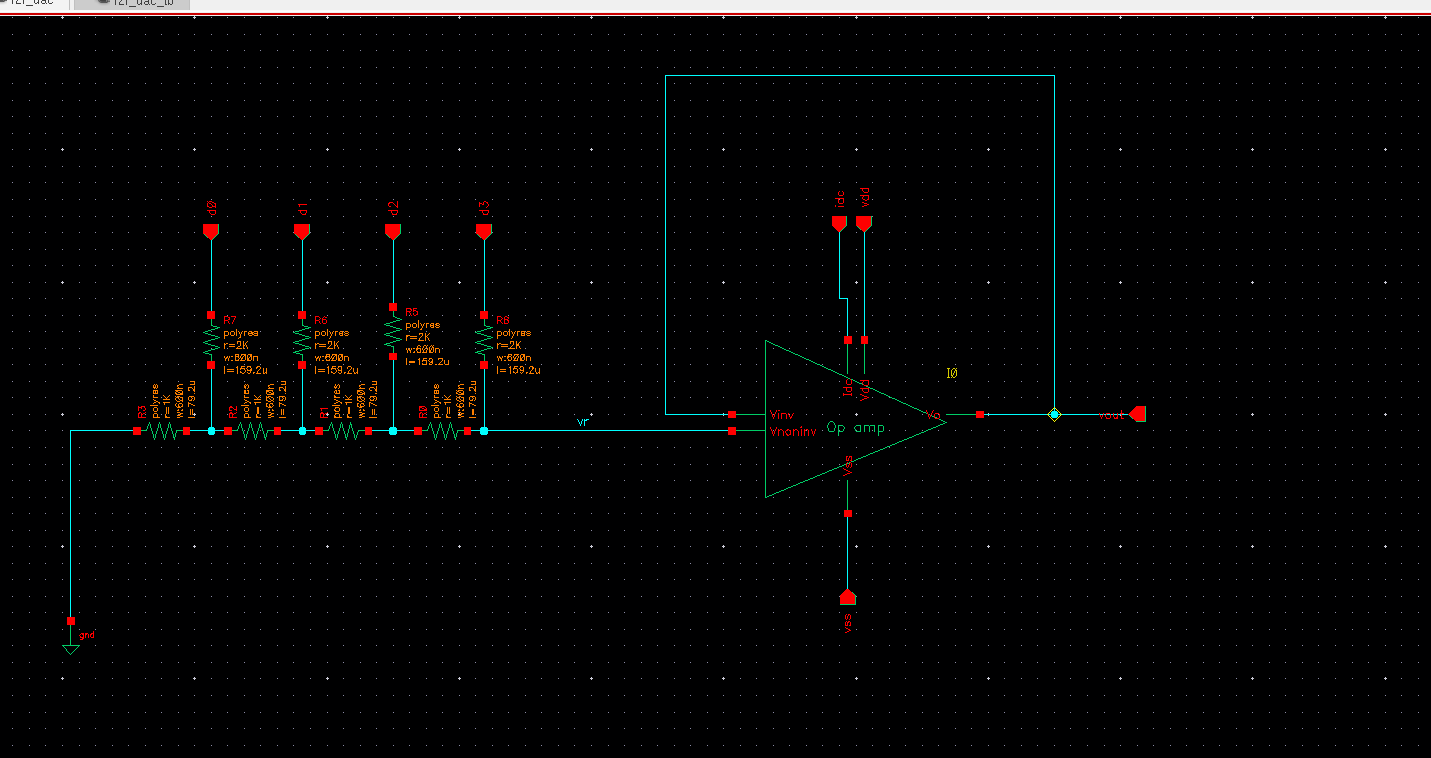 r2r_dac
r2r_dac_tb
d0
d1
d2
d3
idc
vdd
R7
polyres
r=2K
w:600n
l=159.2u
R6
polyres
r=2K
w:600n
l=159.2u
R5
polyres
r=2K
w:600n
l=159.2u
polyres
r=2K
w:600n
l=159.2u
R3
polyres
r=1K
w:600n
l=79.2u
R2
polyres
r=1K
w:600n
l=79.2u
R1
polyres
r=1K
w:600n
l=79.2u
R0
polyres
r=1K
w:600n
l=79.2u
vr
I0
Idc
Vdd
Vinv
Vnoninv
Op amp
Vo
Vss
vout
vss
gnd